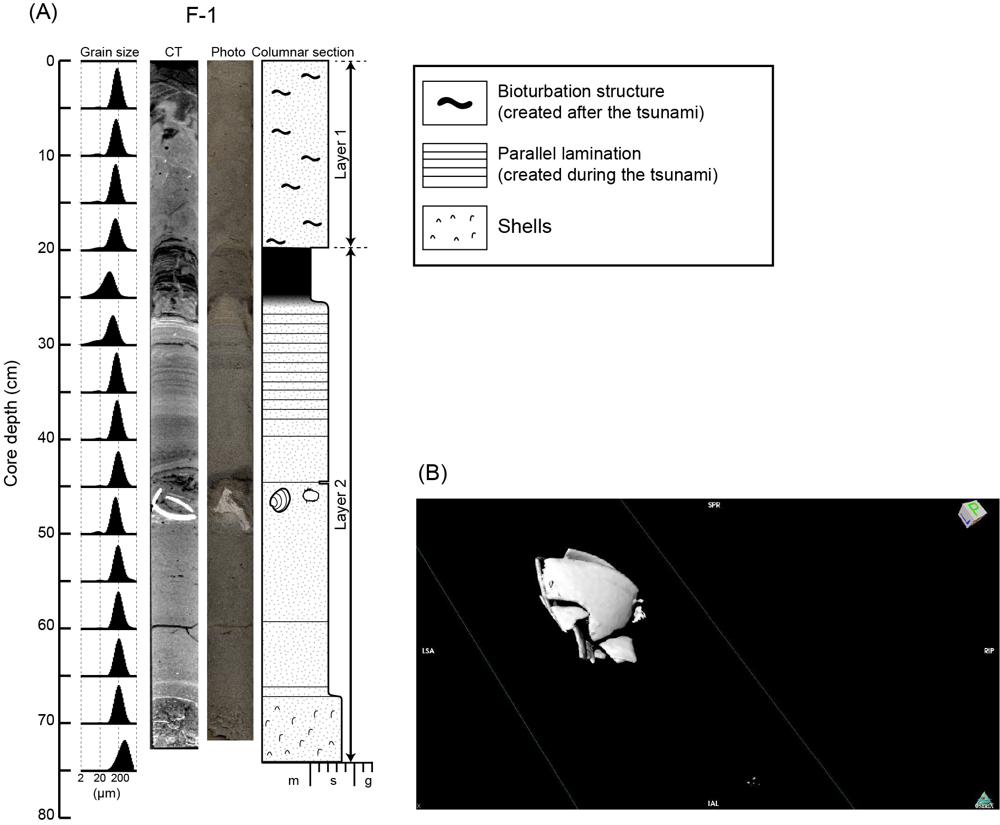 (A)
F-1
Grain size
CT
Photo
Columnar section
0
10
20
30
40
50
60
70
80
Core depth (cm)
2
20
200
(µm)
Layer 1
Layer 2
m
s
g
Bioturbation structure
(created after the tsunami)
Parallel lamination
(created during the tsunami)
Shells
(B)
SPR
P
L
LSA
RIP
IAL
X
OSIRIX